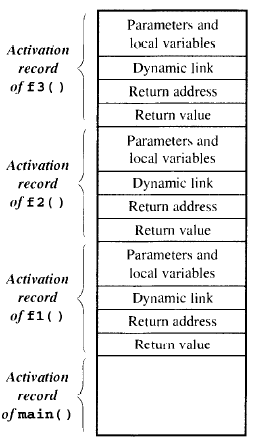 Activation
record
of f3()
Parameters and
local variables
Dynamic link
Return address
Return value
Activation
record
of f2()
Parameters and
local variables
Dynamic link
Return address
Return value
Activation
record
of f1()
Parameters and
local variables
Dynamic link
Return address
Return value
Activation
record
of main()